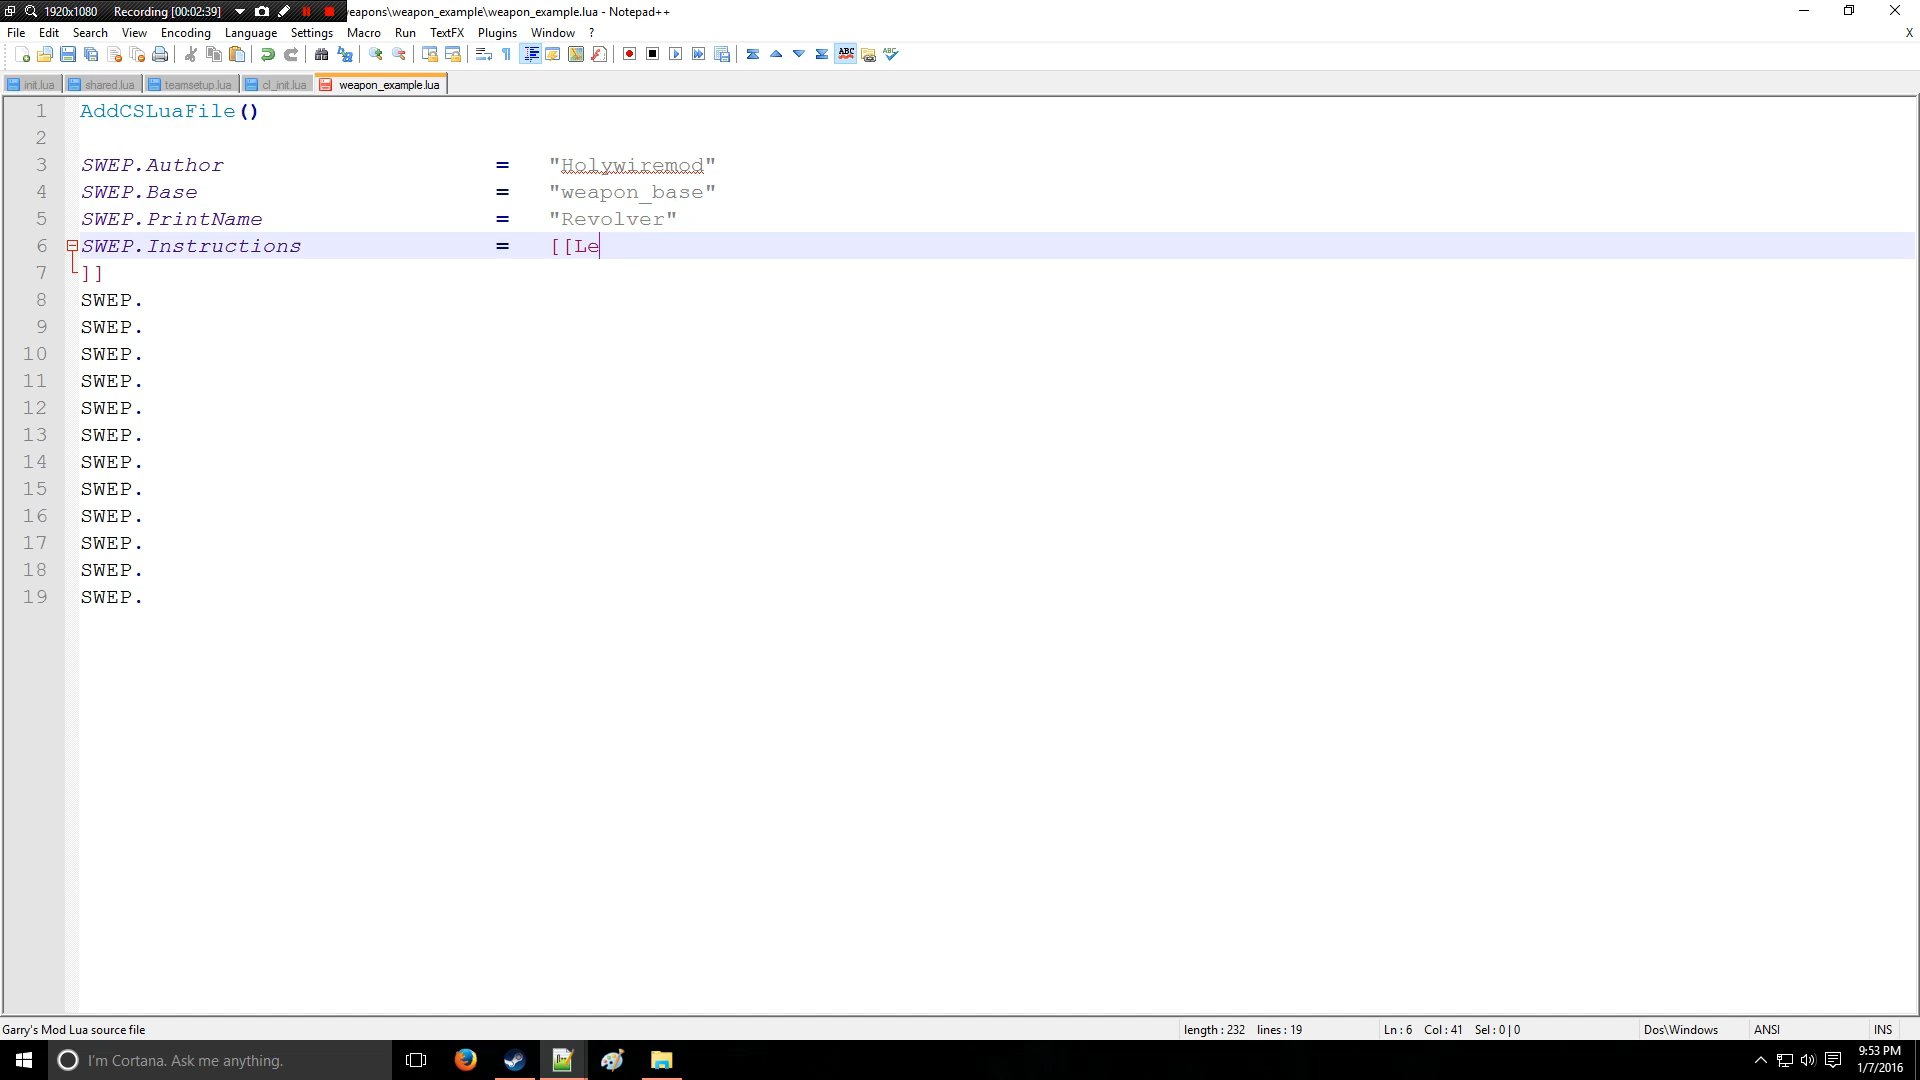 1920x1080 Recording [00:02:39] eapons\weapon_example\weapon_example.lua - Notepad++
File Edit Search View Encoding Language Settings Macro Run TextFX Plugins Window ? X
init.lua shared.lua teamsetup.lua cl_init.lua weapon_example.lua
1 AddCSLuaFile()
2
3 SWEP.Author = "Holywiremod"
4 SWEP.Base = "weapon_base"
5 SWEP.PrintName = "Revolver"
6 SWEP.Instructions = [[Le
7 ]]
8 SWEP.
9 SWEP.
10 SWEP.
11 SWEP.
12 SWEP.
13 SWEP.
14 SWEP.
15 SWEP.
16 SWEP.
17 SWEP.
18 SWEP.
19 SWEP.
Garry's Mod Lua source file length : 232 lines : 19 Ln : 6 Col : 41 Sel : 0 | 0 Dos\Windows ANSI INS
I'm Cortana. Ask me anything. 9:53 PM
1/7/2016